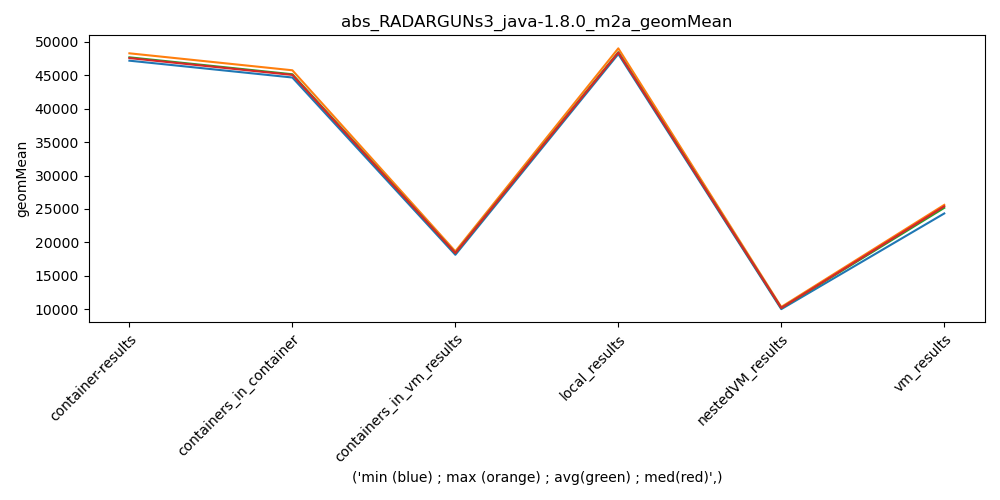 abs_RADARGUNs3_java-1.8.0_m2a_geomMean
50000
45000
40000
35000
30000
25000
20000
15000
10000
geomMean
container-results
containers_in_container
containers_in_vm_results
local_results
nestedVM_results
vm_results
('min (blue) ; max (orange) ; avg(green) ; med(red)',)